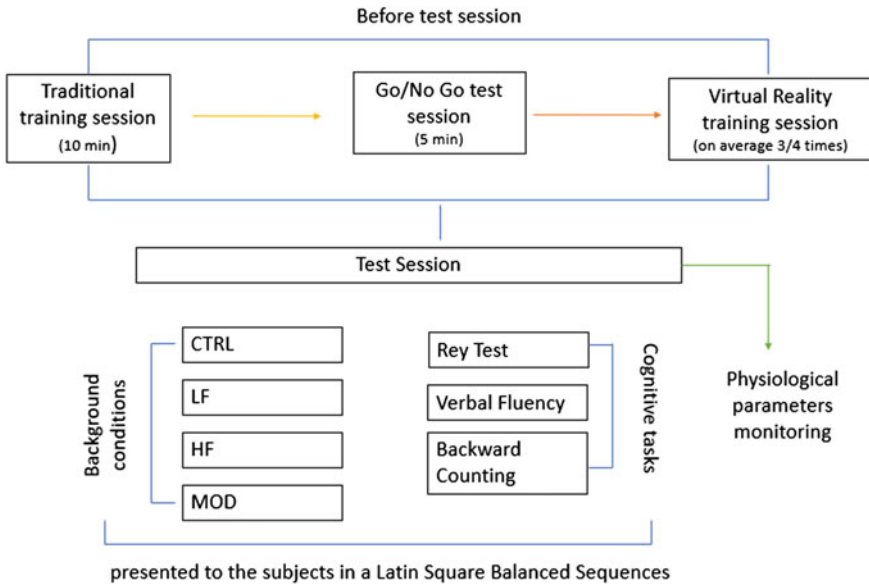 Before test session
Traditional
training session
(10 min)
Go/No Go test
session
(5 min)
Virtual Reality
training session
(on average 3/4 times)
Test Session
Background
conditions
CTRL
LF
HF
MOD
Rey Test
Verbal Fluency
Backward
Counting
Cognitive tasks
Physiological
parameters
monitoring
presented to the subjects in a Latin Square Balanced Sequences